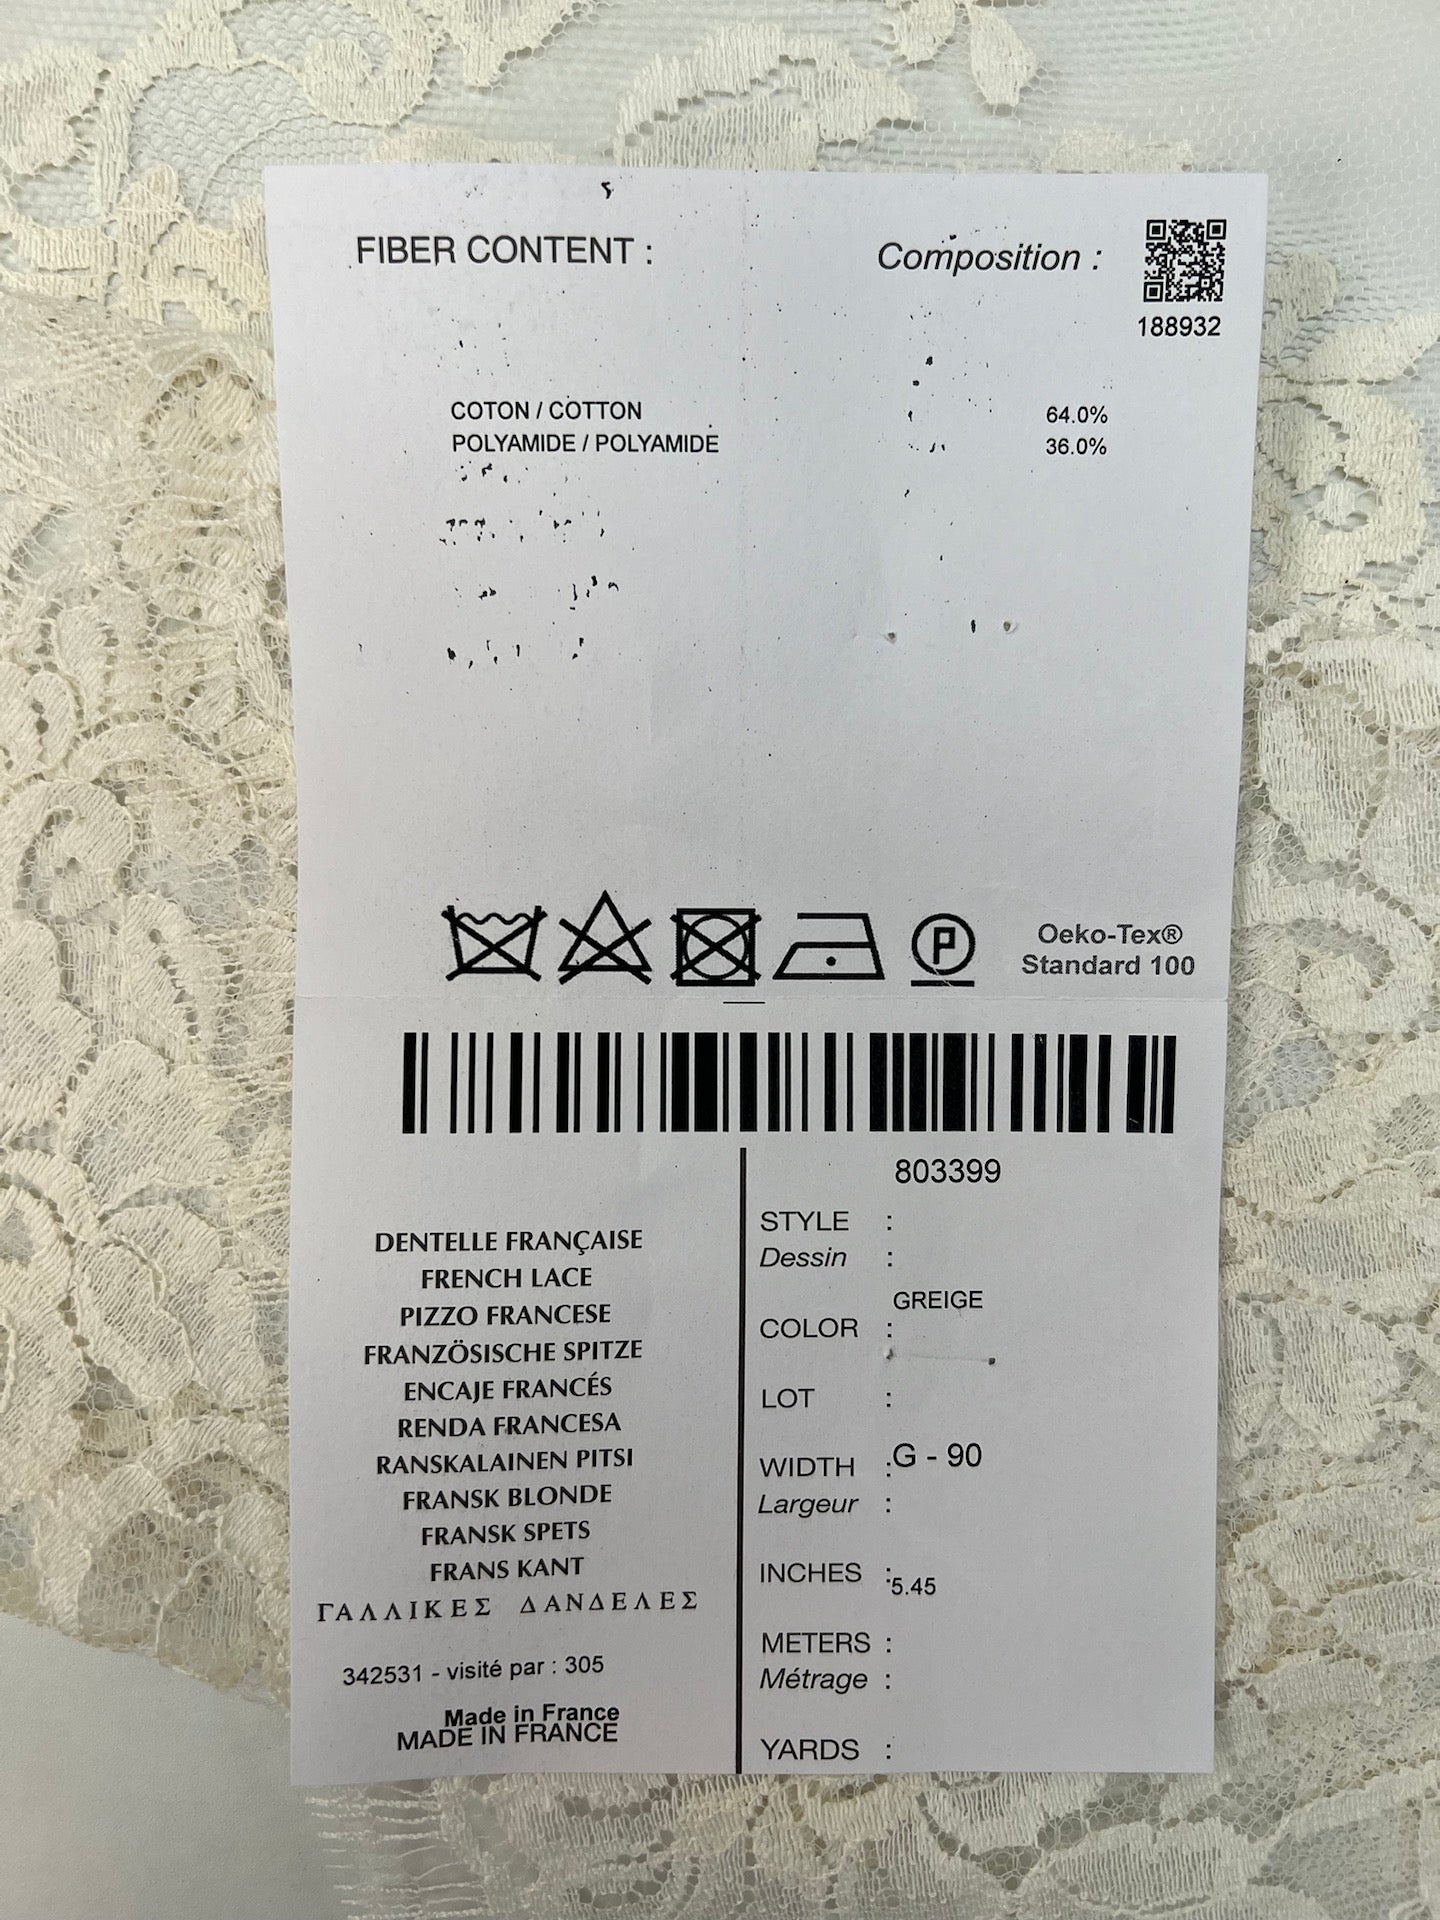 FIBER CONTENT :
Composition :
188932
COTON / COTTON 64.0%
POLYAMIDE / POLYAMIDE 36.0%
P
Oeko-Tex®
Standard 100
DENTELLE FRANÇAISE
FRENCH LACE
PIZZO FRANCESE
FRANZÖSISCHE SPITZE
ENCAJE FRANCÉS
RENDA FRANCESA
RANSKALAINEN PITSI
FRANSK BLONDE
FRANSK SPETS
FRANS KANT
ΓΑΛΛΙΚΕΣ ΔΑΝΔΕΛΕΣ
342531 - visité par : 305
Made in France
MADE IN FRANCE
803399
STYLE :
Dessin :
GREIGE
COLOR :
LOT :
WIDTH : G - 90
Largeur :
INCHES : 5.45
METERS :
Métrage :
YARDS :